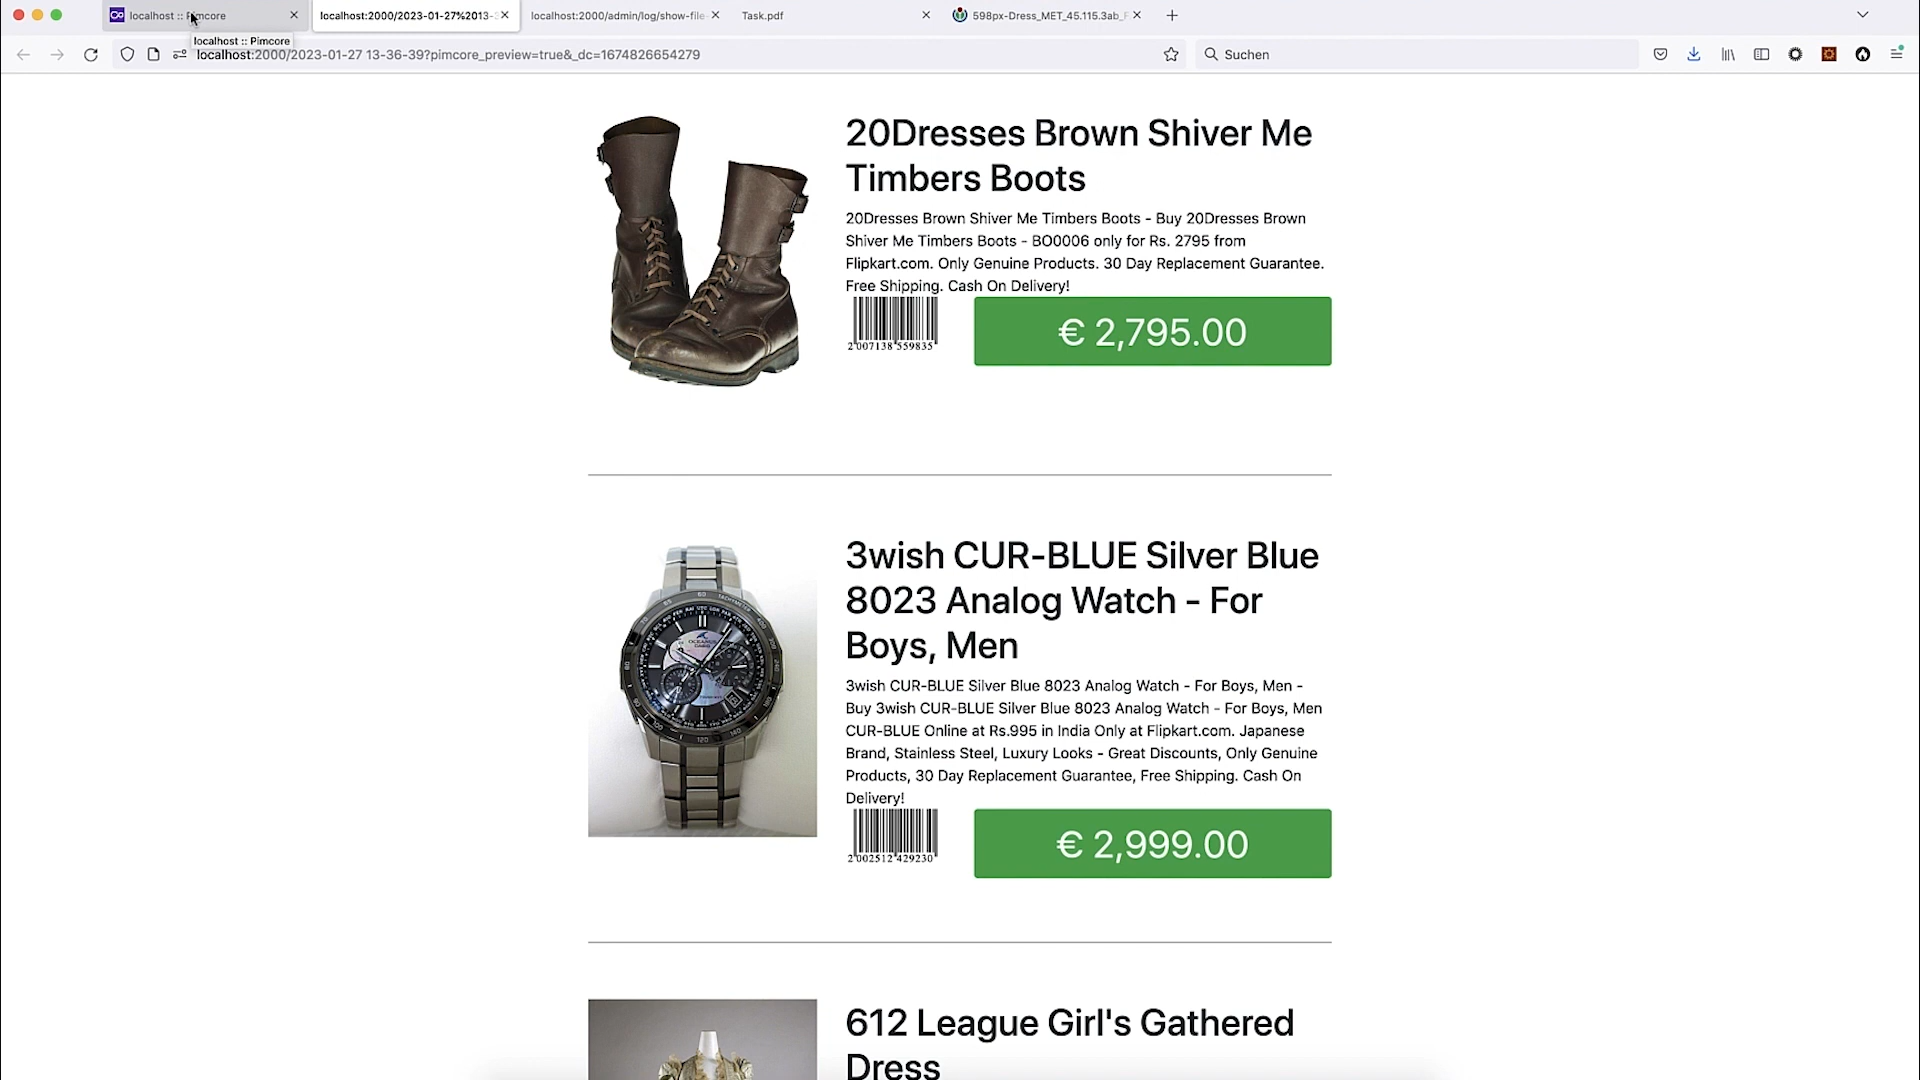 localhost :: Pimcore
localhost:2000/2023-01-27%2013-
localhost:2000/admin/log/show-file-
Task.pdf
598px-Dress_MET_45.115.3ab_F
localhost :: Pimcore
localhost:2000/2023-01-27 13-36-39?pimcore_preview=true&_dc=1674826654279
Suchen
20Dresses Brown Shiver Me
Timbers Boots
20Dresses Brown Shiver Me Timbers Boots - Buy 20Dresses Brown
Shiver Me Timbers Boots - BO0006 only for Rs. 2795 from
Flipkart.com. Only Genuine Products. 30 Day Replacement Guarantee.
Free Shipping. Cash On Delivery!
€ 2,795.00
2 007138 559835
3wish CUR-BLUE Silver Blue
8023 Analog Watch - For
Boys, Men
3wish CUR-BLUE Silver Blue 8023 Analog Watch - For Boys, Men -
Buy 3wish CUR-BLUE Silver Blue 8023 Analog Watch - For Boys, Men
CUR-BLUE Online at Rs.995 in India Only at Flipkart.com. Japanese
Brand, Stainless Steel, Luxury Looks - Great Discounts, Only Genuine
Products, 30 Day Replacement Guarantee, Free Shipping. Cash On
Delivery!
€ 2,999.00
2 002512 429230
612 League Girl's Gathered
Dress